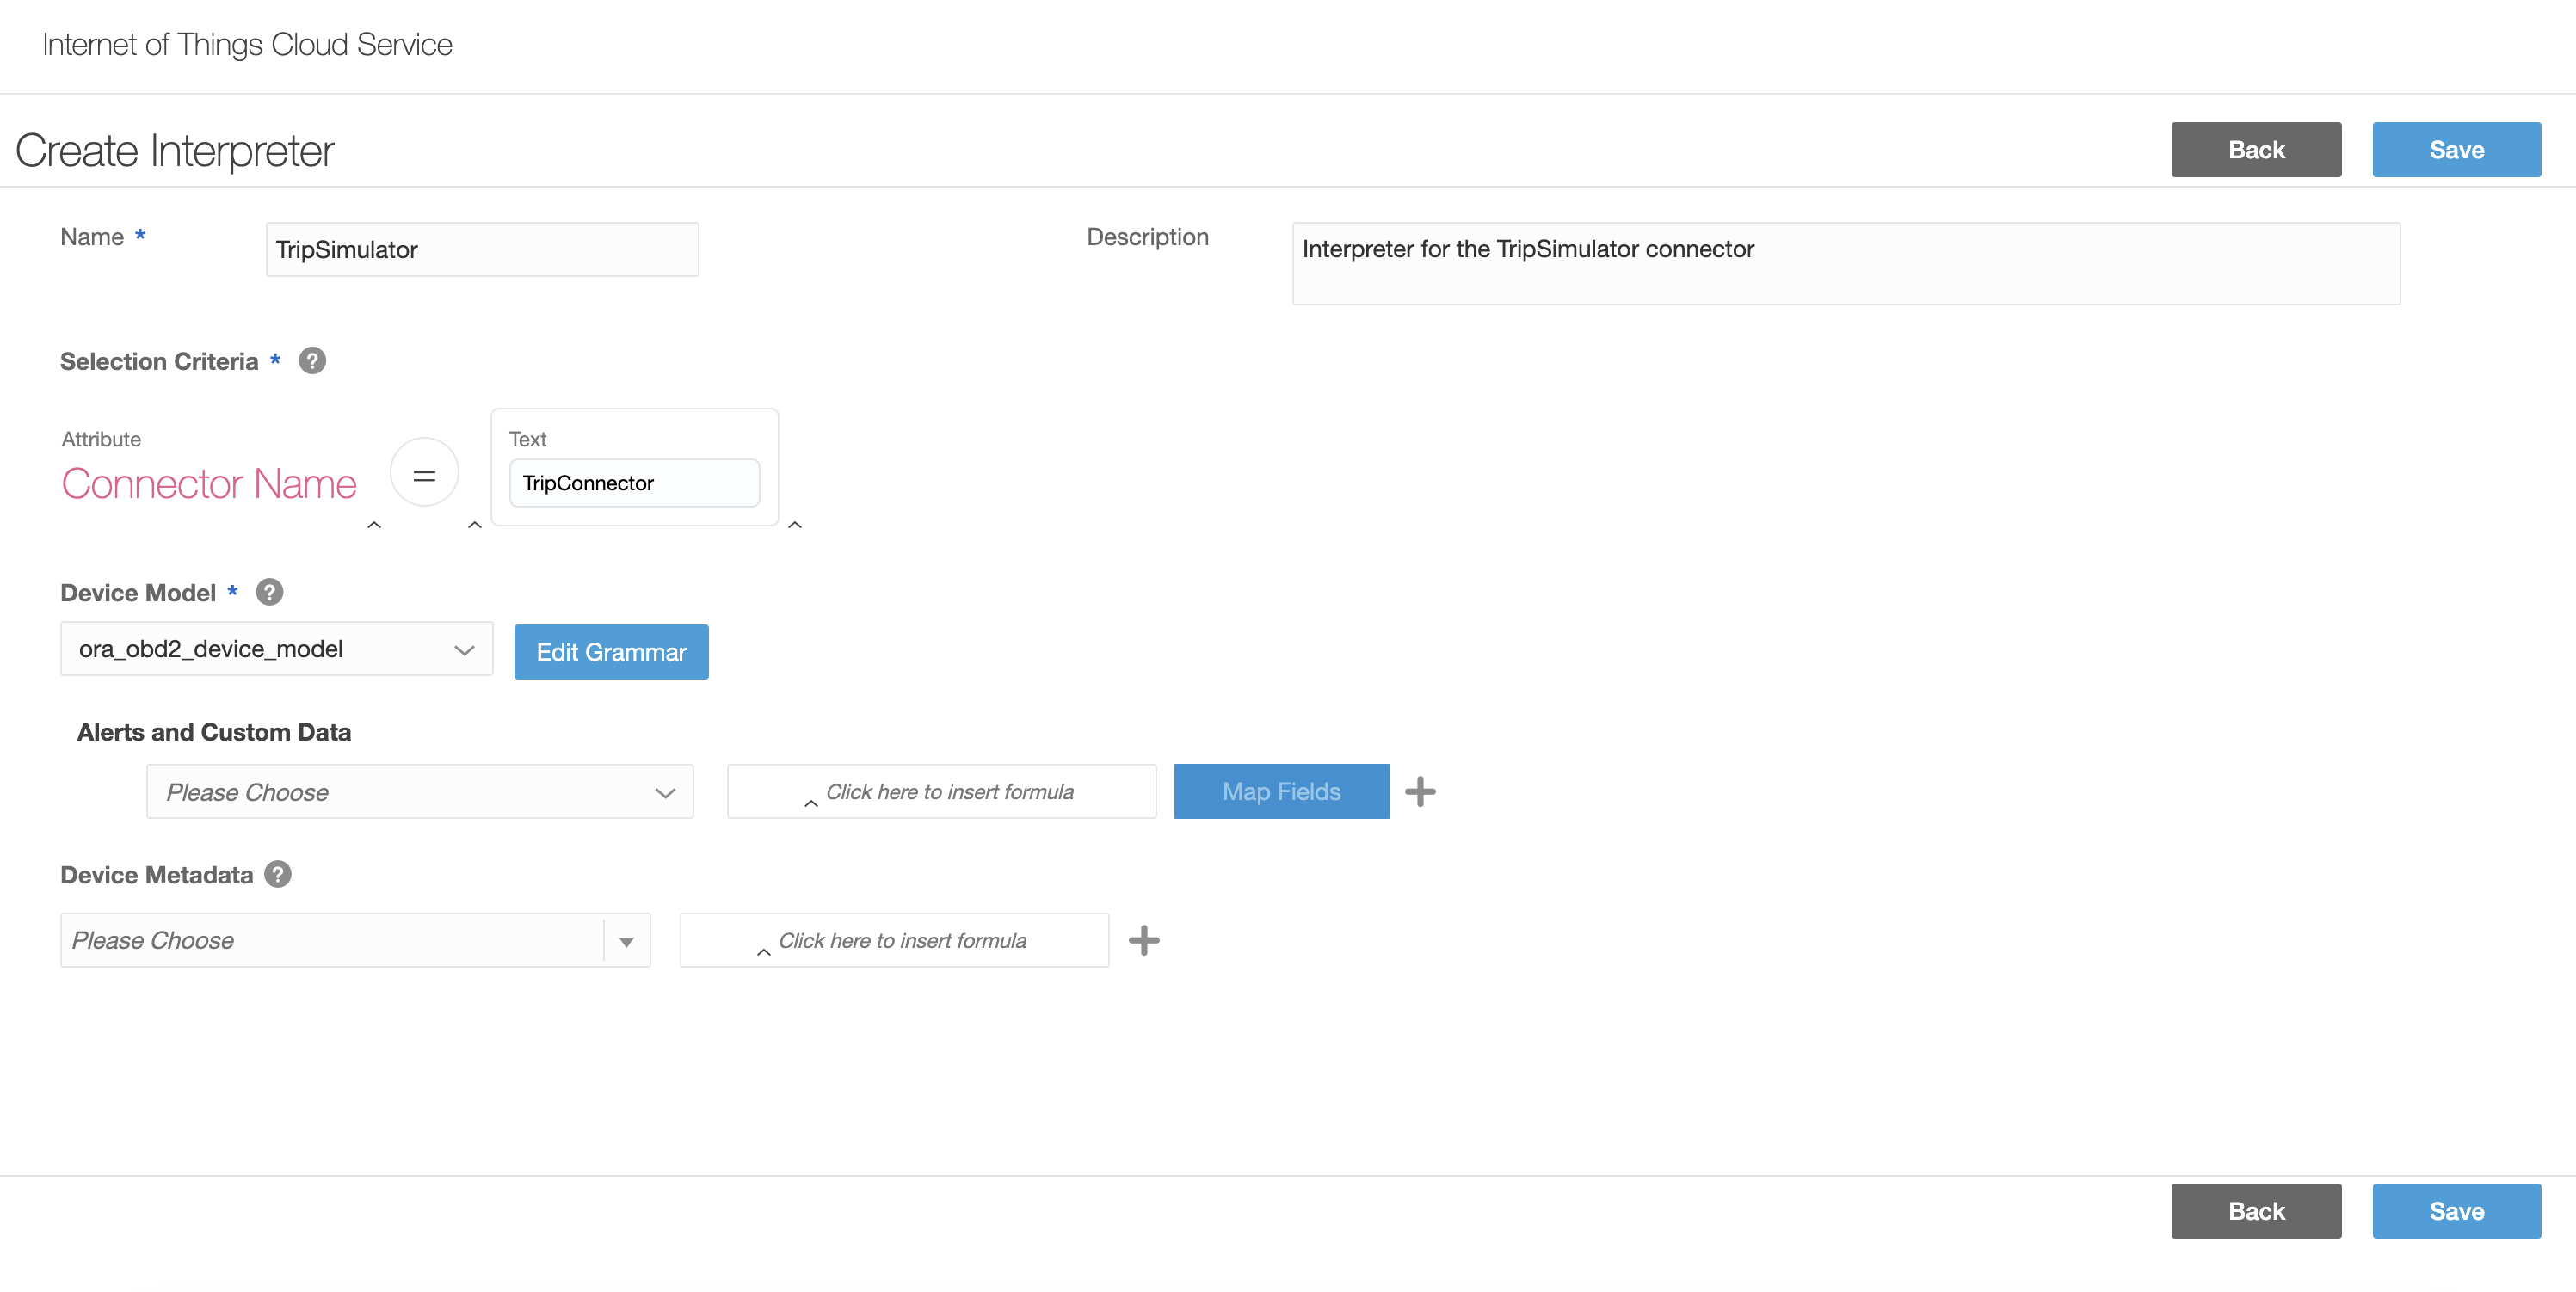 Internet of Things Cloud Service
Create Interpreter
Back
Save
Name *
TripSimulator
Description
Interpreter for the TripSimulator connector
Selection Criteria * ?
Attribute
Connector Name
=
Text
TripConnector
Device Model * ?
ora_obd2_device_model
Edit Grammar
Alerts and Custom Data
Please Choose
Click here to insert formula
Map Fields
Device Metadata ?
Please Choose
Click here to insert formula
Back
Save